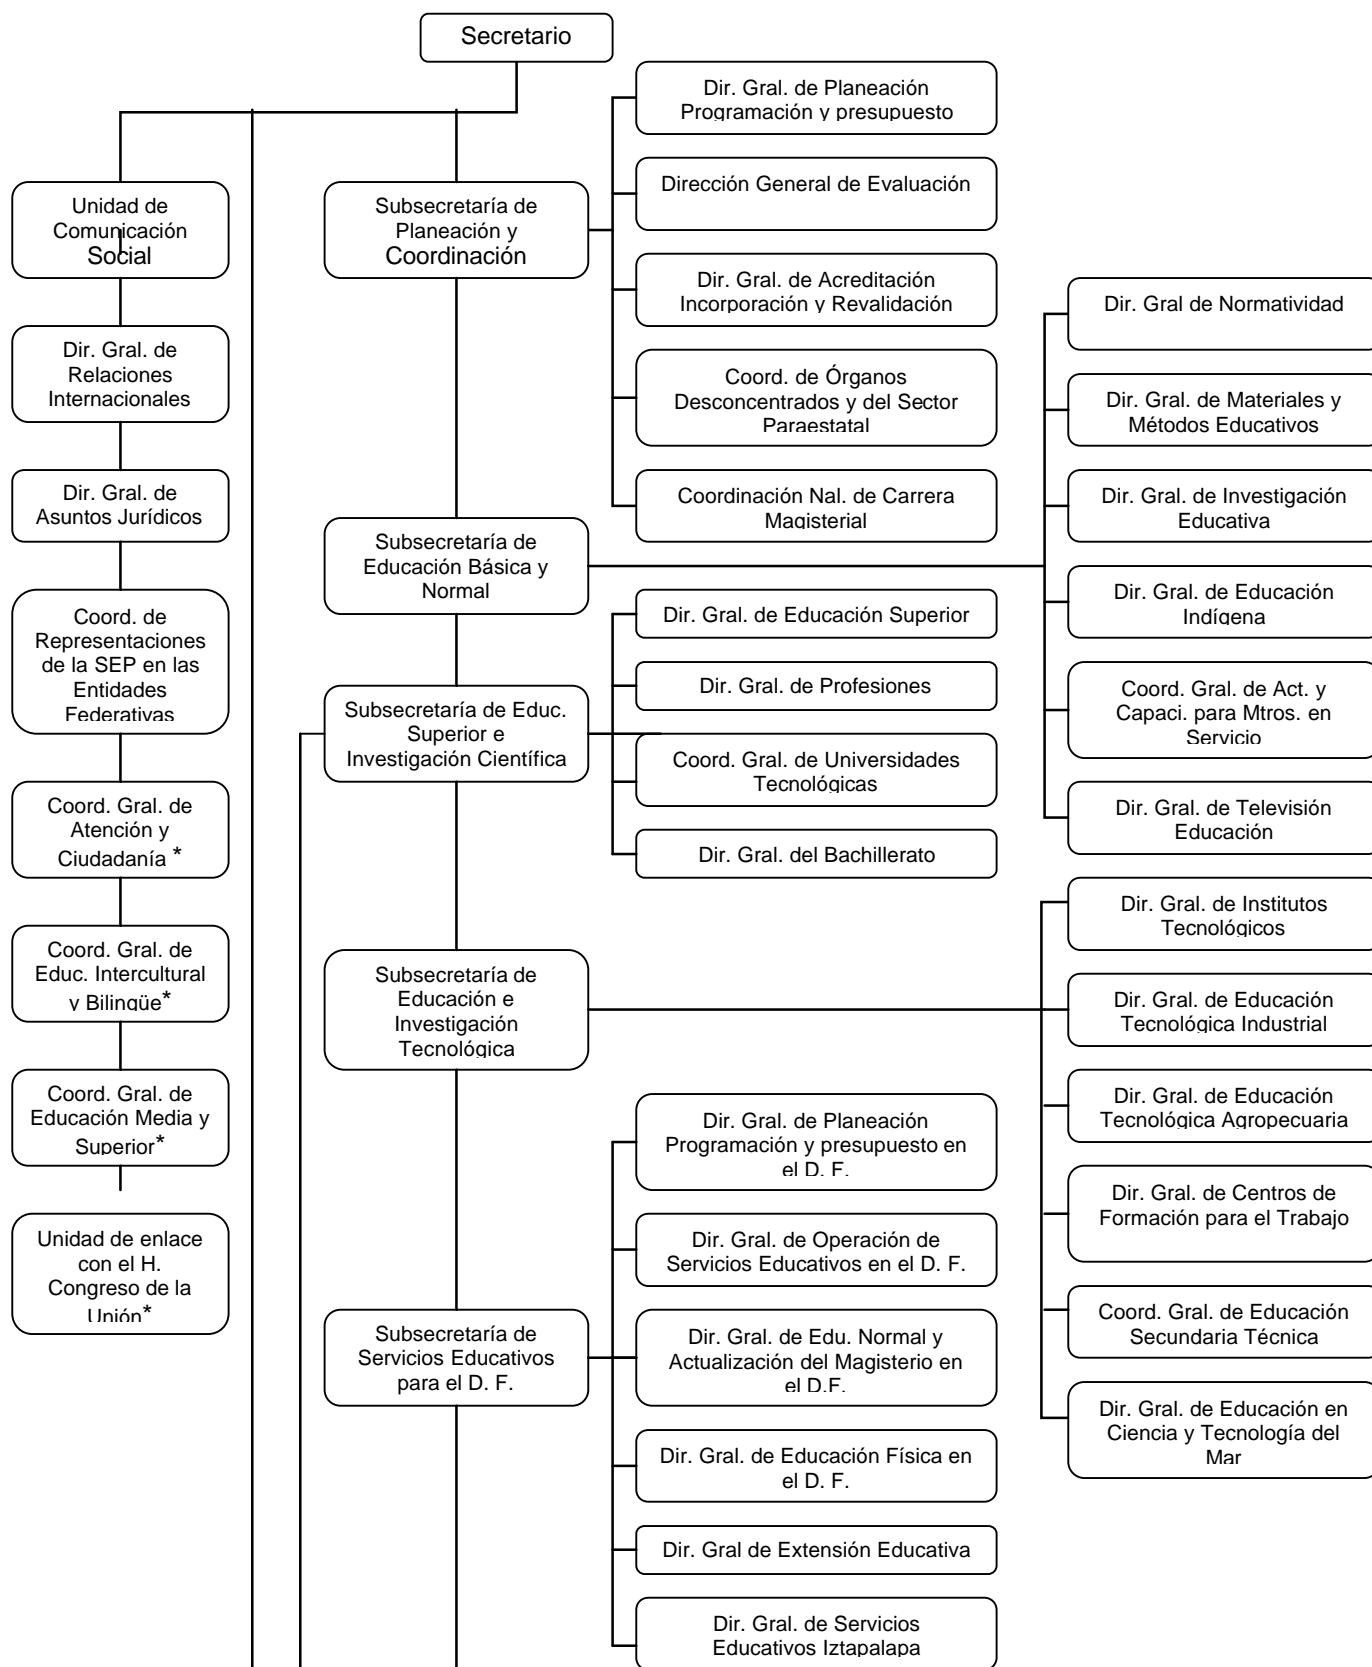 Secretario
Unidad de
Comunicación
Social
Dir. Gral. de
Relaciones
Internacionales
Dir. Gral. de
Asuntos Jurídicos
Coord. de
Representaciones
de la SEP en las
Entidades
Federativas
Coord. Gral. de
Atención y
Ciudadanía *
Coord. Gral. de
Educ. Intercultural
y Bilingüe*
Coord. Gral. de
Educación Media y
Superior*
Unidad de enlace
con el H.
Congreso de la
Unión*
Subsecretaría de
Planeación y
Coordinación
Dir. Gral. de Planeación
Programación y presupuesto
Dirección General de Evaluación
Dir. Gral. de Acreditación
Incorporación y Revalidación
Coord. de Órganos
Desconcentrados y del Sector
Paraestatal
Coordinación Nal. de Carrera
Magisterial
Subsecretaría de
Educación Básica y
Normal
Dir. Gral de Normatividad
Dir. Gral. de Materiales y
Métodos Educativos
Dir. Gral. de Investigación
Educativa
Dir. Gral. de Educación
Indígena
Coord. Gral. de Act. y
Capaci. para Mtros. en
Servicio
Dir. Gral. de Televisión
Educación
Subsecretaría de Educ.
Superior e
Investigación Científica
Dir. Gral. de Educación Superior
Dir. Gral. de Profesiones
Coord. Gral. de Universidades
Tecnológicas
Dir. Gral. del Bachillerato
Subsecretaría de
Educación e
Investigación
Tecnológica
Dir. Gral. de Institutos
Tecnológicos
Dir. Gral. de Educación
Tecnológica Industrial
Dir. Gral. de Educación
Tecnológica Agropecuaria
Dir. Gral. de Centros de
Formación para el Trabajo
Coord. Gral. de Educación
Secundaria Técnica
Dir. Gral. de Educación en
Ciencia y Tecnología del
Mar
Subsecretaría de
Servicios Educativos
para el D. F.
Dir. Gral. de Planeación
Programación y presupuesto en
el D. F.
Dir. Gral. de Operación de
Servicios Educativos en el D. F.
Dir. Gral. de Edu. Normal y
Actualización del Magisterio en
el D.F.
Dir. Gral. de Educación Física en
el D. F.
Dir. Gral de Extensión Educativa
Dir. Gral. de Servicios
Educativos Iztapalapa